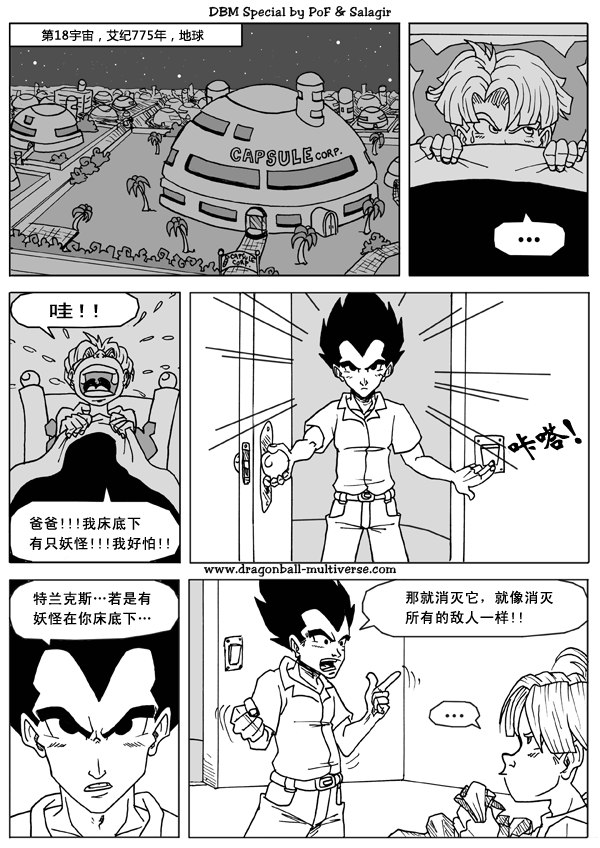 DBM Special by PoF & Salagir
第18宇宙，艾纪775年，地球
CAPSULE CORP.
CAPSULE
CORP
...
哇！！
爸爸!!!我床底下
有只妖怪!!!我好怕!!
咔嗒！
www.dragonball-multiverse.com
特兰克斯…若是有
妖怪在你床底下…
那就消灭它，就像消灭
所有的敌人一样!!
...